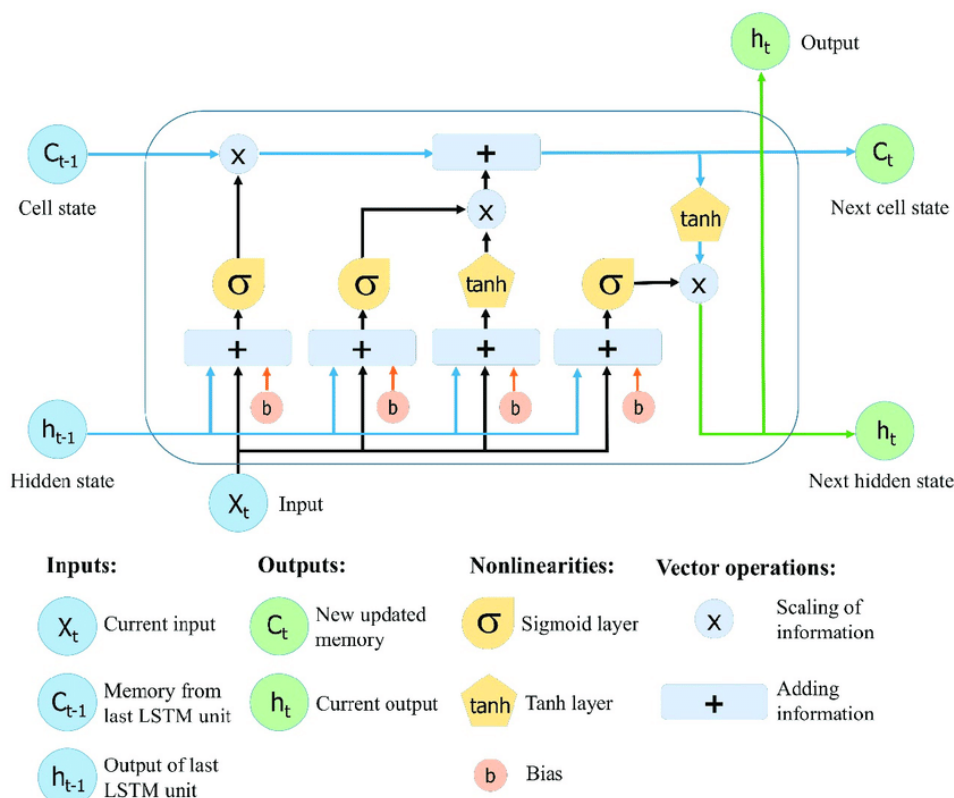 ht
Output
Ct-1
x
+
Ct
Cell state
x
tanh
Next cell state
σ
σ
tanh
σ
x
+
+
+
+
b
b
b
b
ht-1
ht
Hidden state
Next hidden state
Xt
Input
Inputs:
Outputs:
Nonlinearities:
Vector operations:
Xt
Current input
Ct
New updated
memory
σ
Sigmoid layer
x
Scaling of
information
Ct-1
Memory from
last LSTM unit
ht
Current output
tanh
Tanh layer
+
Adding
information
ht-1
Output of last
LSTM unit
b
Bias